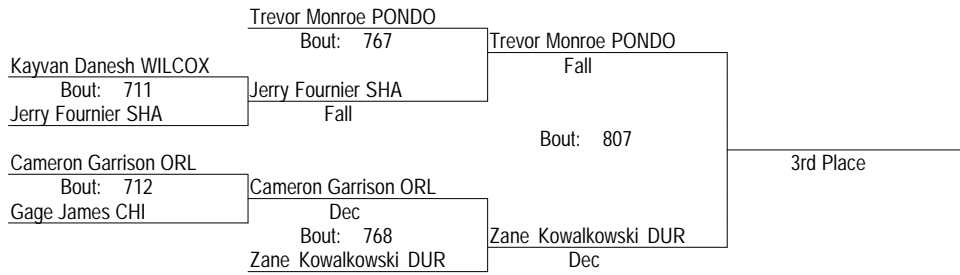 Trevor Monroe PONDO
Bout: 767
Trevor Monroe PONDO
Fall
Kayvan Danesh WILCOX
Bout: 711
Jerry Fournier SHA
Jerry Fournier SHA
Fall
Bout: 807
3rd Place
Cameron Garrison ORL
Bout: 712
Gage James CHI
Cameron Garrison ORL
Dec
Bout: 768
Zane Kowalkowski DUR
Zane Kowalkowski DUR
Dec